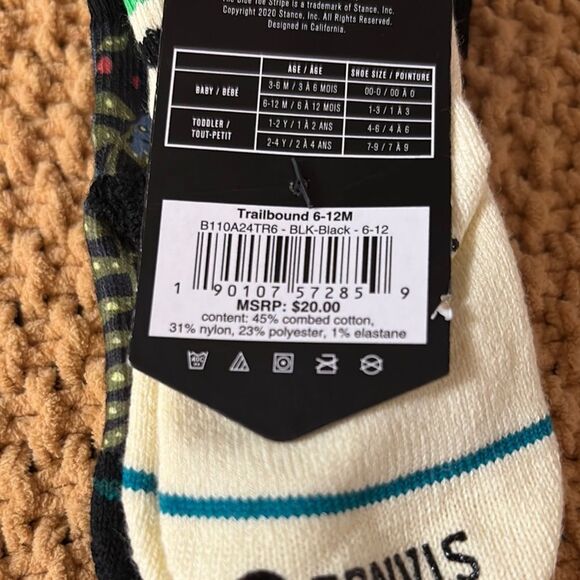 The Blue Toe Stripe is a trademark of Stance, Inc.
Copyright 2020 Stance, Inc. All Rights Reserved.
Designed in California.
AGE / ÂGE SHOE SIZE / POINTURE
BABY / BÉBÉ 3-6 M / 3 À 6 MOIS 00-0 / 00 À 0
6-12 M / 6 À 12 MOIS 1-3 / 1 À 3
TODDLER / TOUT-PETIT 1-2 Y / 1 À 2 ANS 4-6 / 4 À 6
2-4 Y / 2 À 4 ANS 7-9 / 7 À 9
Trailbound 6-12M
B110A24TR6 - BLK-Black - 6-12
1 90107 57285 9
MSRP: $20.00
content: 45% combed cotton,
31% nylon, 23% polyester, 1% elastane